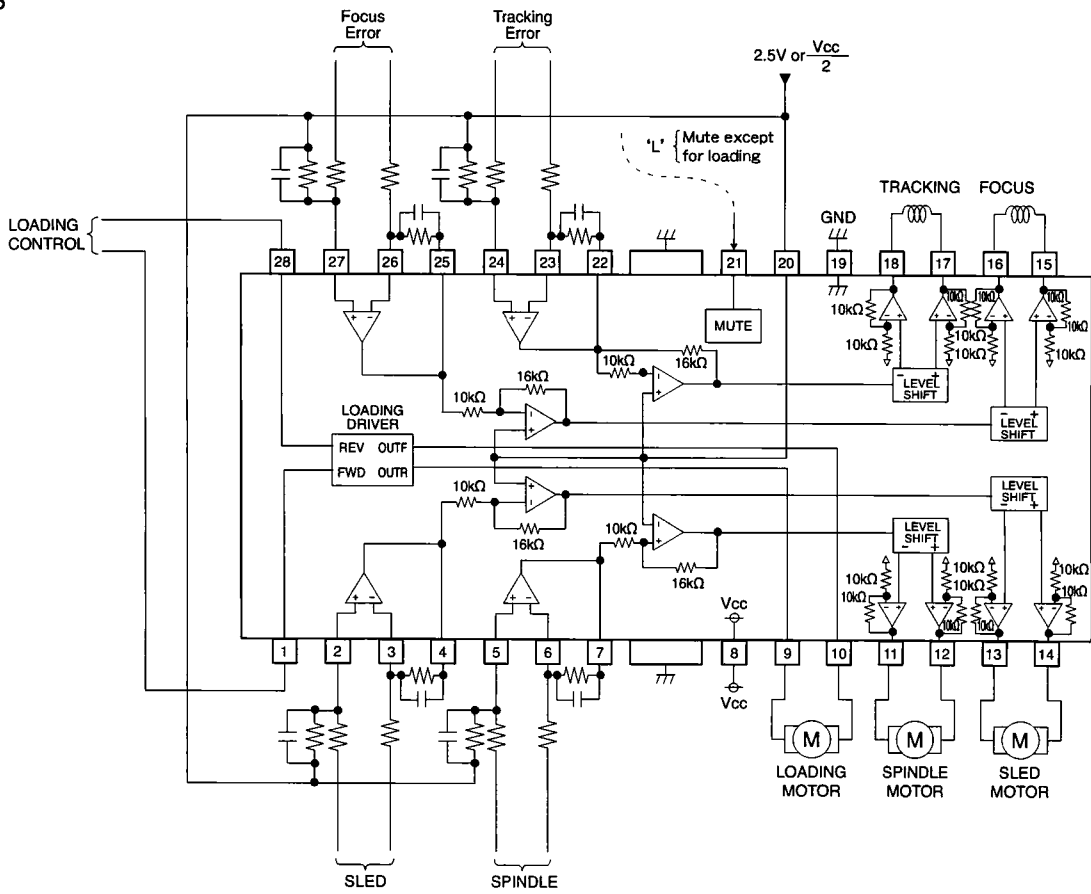 Focus
Error
Tracking
Error
2.5V or Vcc
2
'L' { Mute except
for loading
TRACKING FOCUS
LOADING
CONTROL
GND
28 27 26 25 24 23 22 21 20 19 18 17 16 15
+ - + -
MUTE
10kΩ 10kΩ 10kΩ 10kΩ
10kΩ 10kΩ 10kΩ 10kΩ
16kΩ
10kΩ
- +
LEVEL
SHIFT
16kΩ
10kΩ
- +
LEVEL
SHIFT
LOADING
DRIVER
REV OUTF
FWD OUTR
10kΩ
16kΩ
LEVEL
SHIFT
- +
10kΩ
16kΩ
LEVEL
SHIFT
- +
10kΩ 10kΩ 10kΩ 10kΩ
10kΩ 10kΩ 10kΩ 10kΩ
+ - + -
Vcc
1 2 3 4 5 6 7 8 9 10 11 12 13 14
Vcc
M M M
LOADING
MOTOR
SPINDLE
MOTOR
SLED
MOTOR
SLED SPINDLE